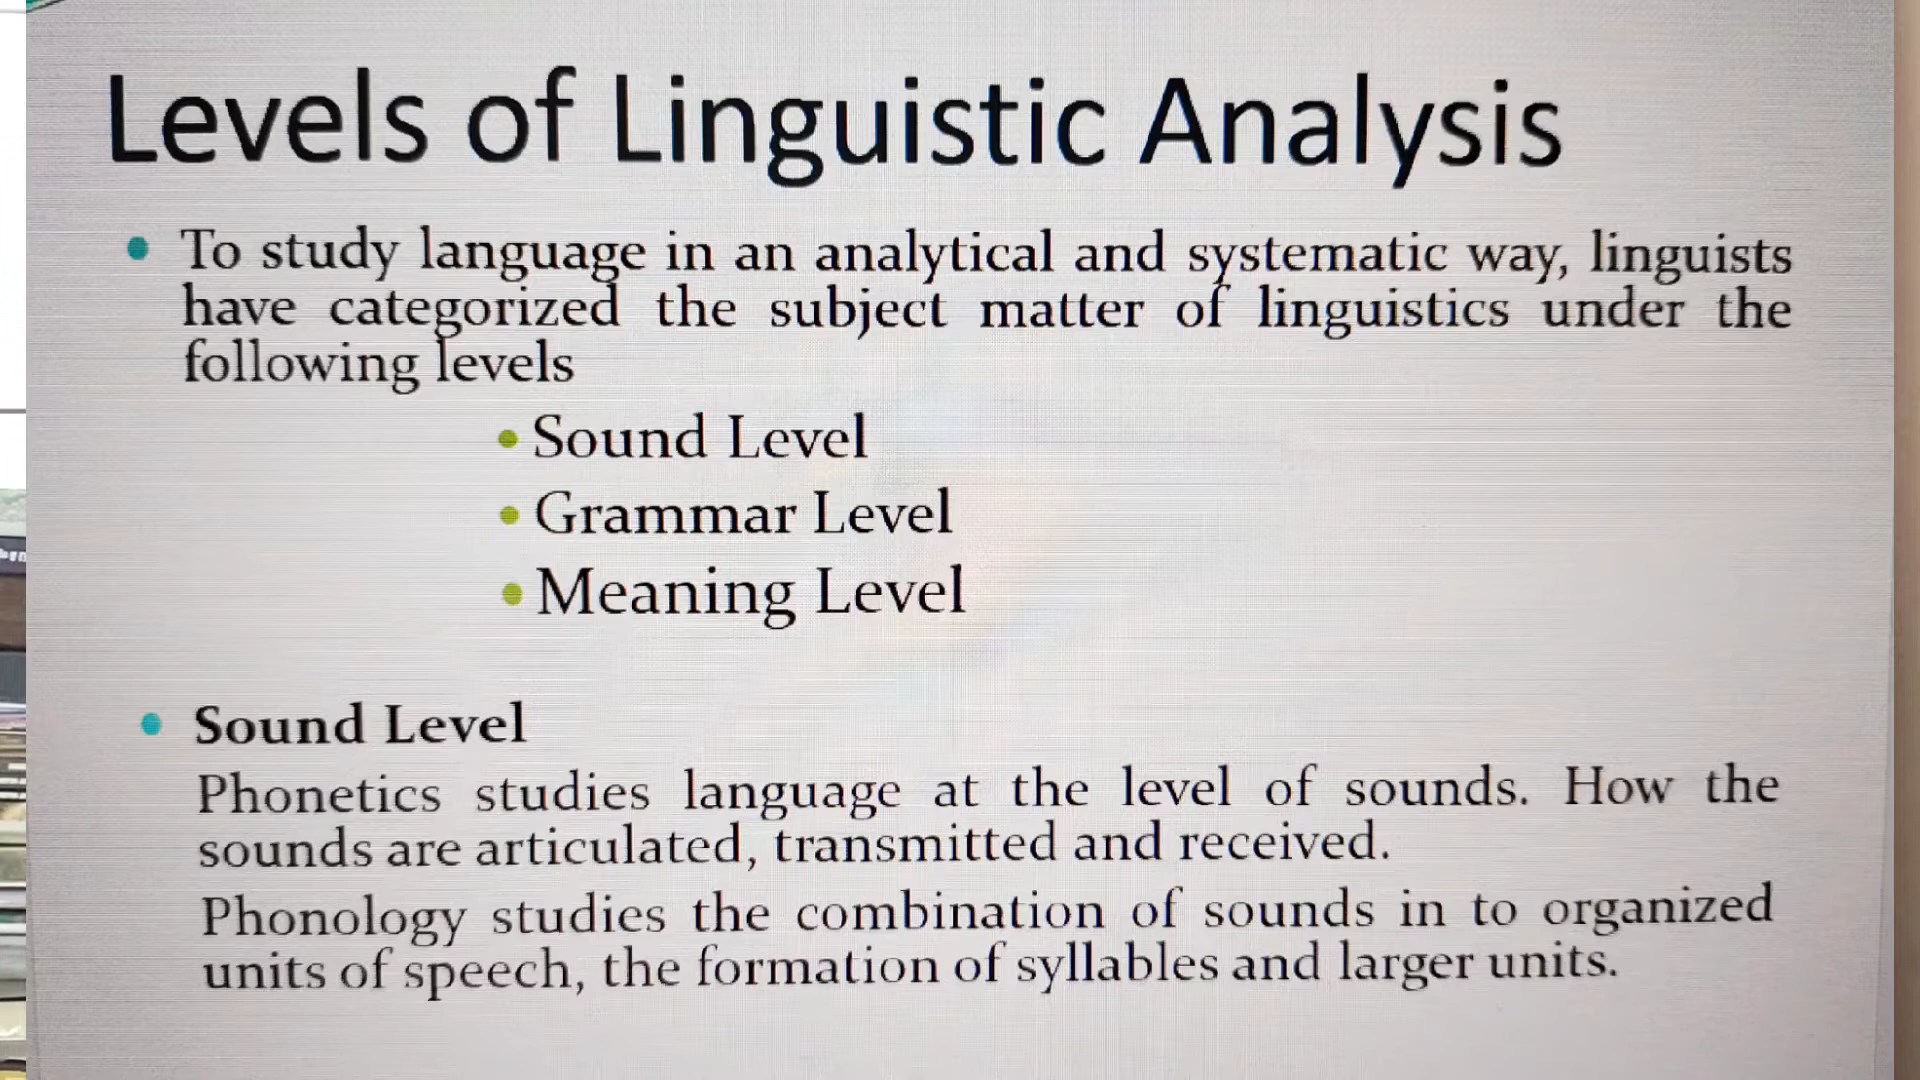 Levels of Linguistic Analysis
• To study language in an analytical and systematic way, linguists
have categorized the subject matter of linguistics under the
following levels
• Sound Level
• Grammar Level
• Meaning Level
• Sound Level
Phonetics studies language at the level of sounds. How the
sounds are articulated, transmitted and received.
Phonology studies the combination of sounds in to organized
units of speech, the formation of syllables and larger units.